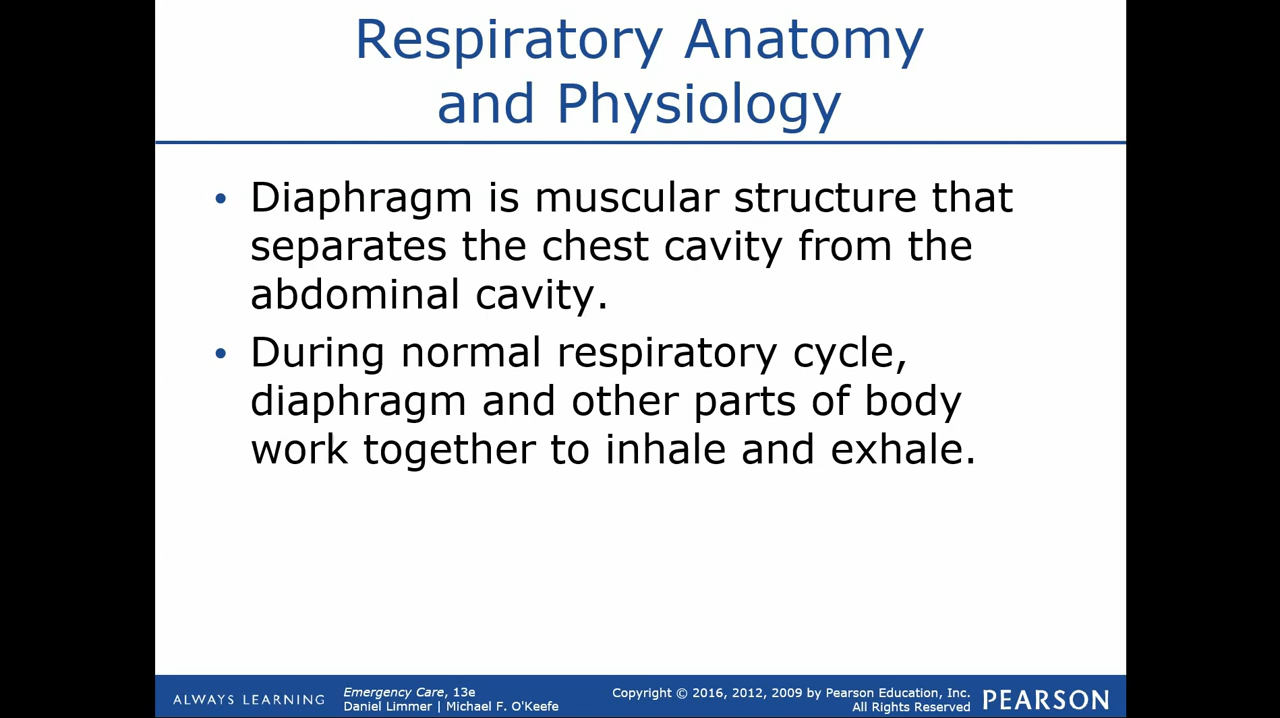 Respiratory Anatomy
and Physiology
• Diaphragm is muscular structure that
separates the chest cavity from the
abdominal cavity.
• During normal respiratory cycle,
diaphragm and other parts of body
work together to inhale and exhale.
ALWAYS LEARNING
Emergency Care, 13e
Daniel Limmer | Michael F. O'Keefe
Copyright © 2016, 2012, 2009 by Pearson Education, Inc.
All Rights Reserved
PEARSON